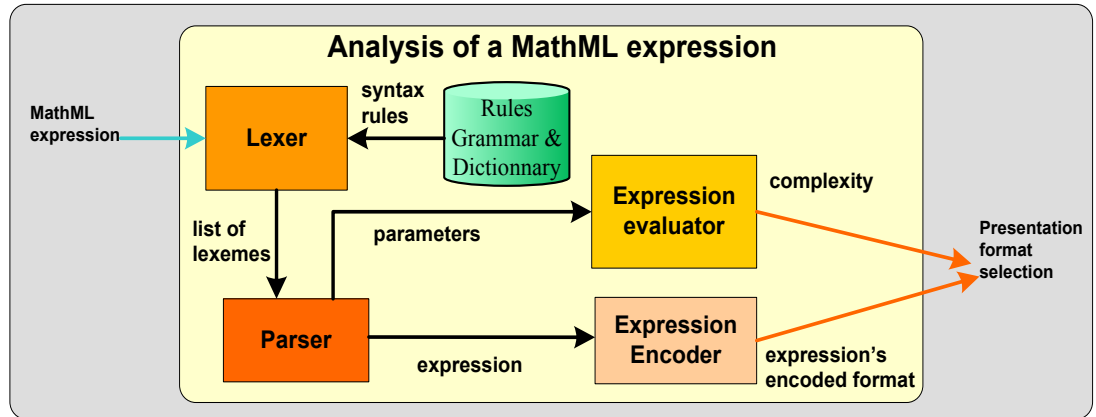 Analysis of a MathML expression
MathML
expression
Lexer
syntax
rules
Rules
Grammar &
Dictionnary
list of
lexemes
parameters
Expression
evaluator
complexity
Presentation
format
selection
Parser
expression
Expression
Encoder
expression's
encoded format